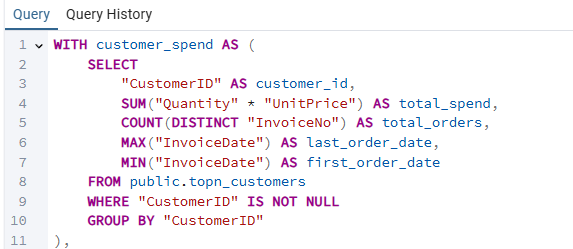 Query Query History
1 WITH customer_spend AS (
2 SELECT
3 "CustomerID" AS customer_id,
4 SUM("Quantity" * "UnitPrice") AS total_spend,
5 COUNT(DISTINCT "InvoiceNo") AS total_orders,
6 MAX("InvoiceDate") AS last_order_date,
7 MIN("InvoiceDate") AS first_order_date
8 FROM public.topn_customers
9 WHERE "CustomerID" IS NOT NULL
10 GROUP BY "CustomerID"
11 ),